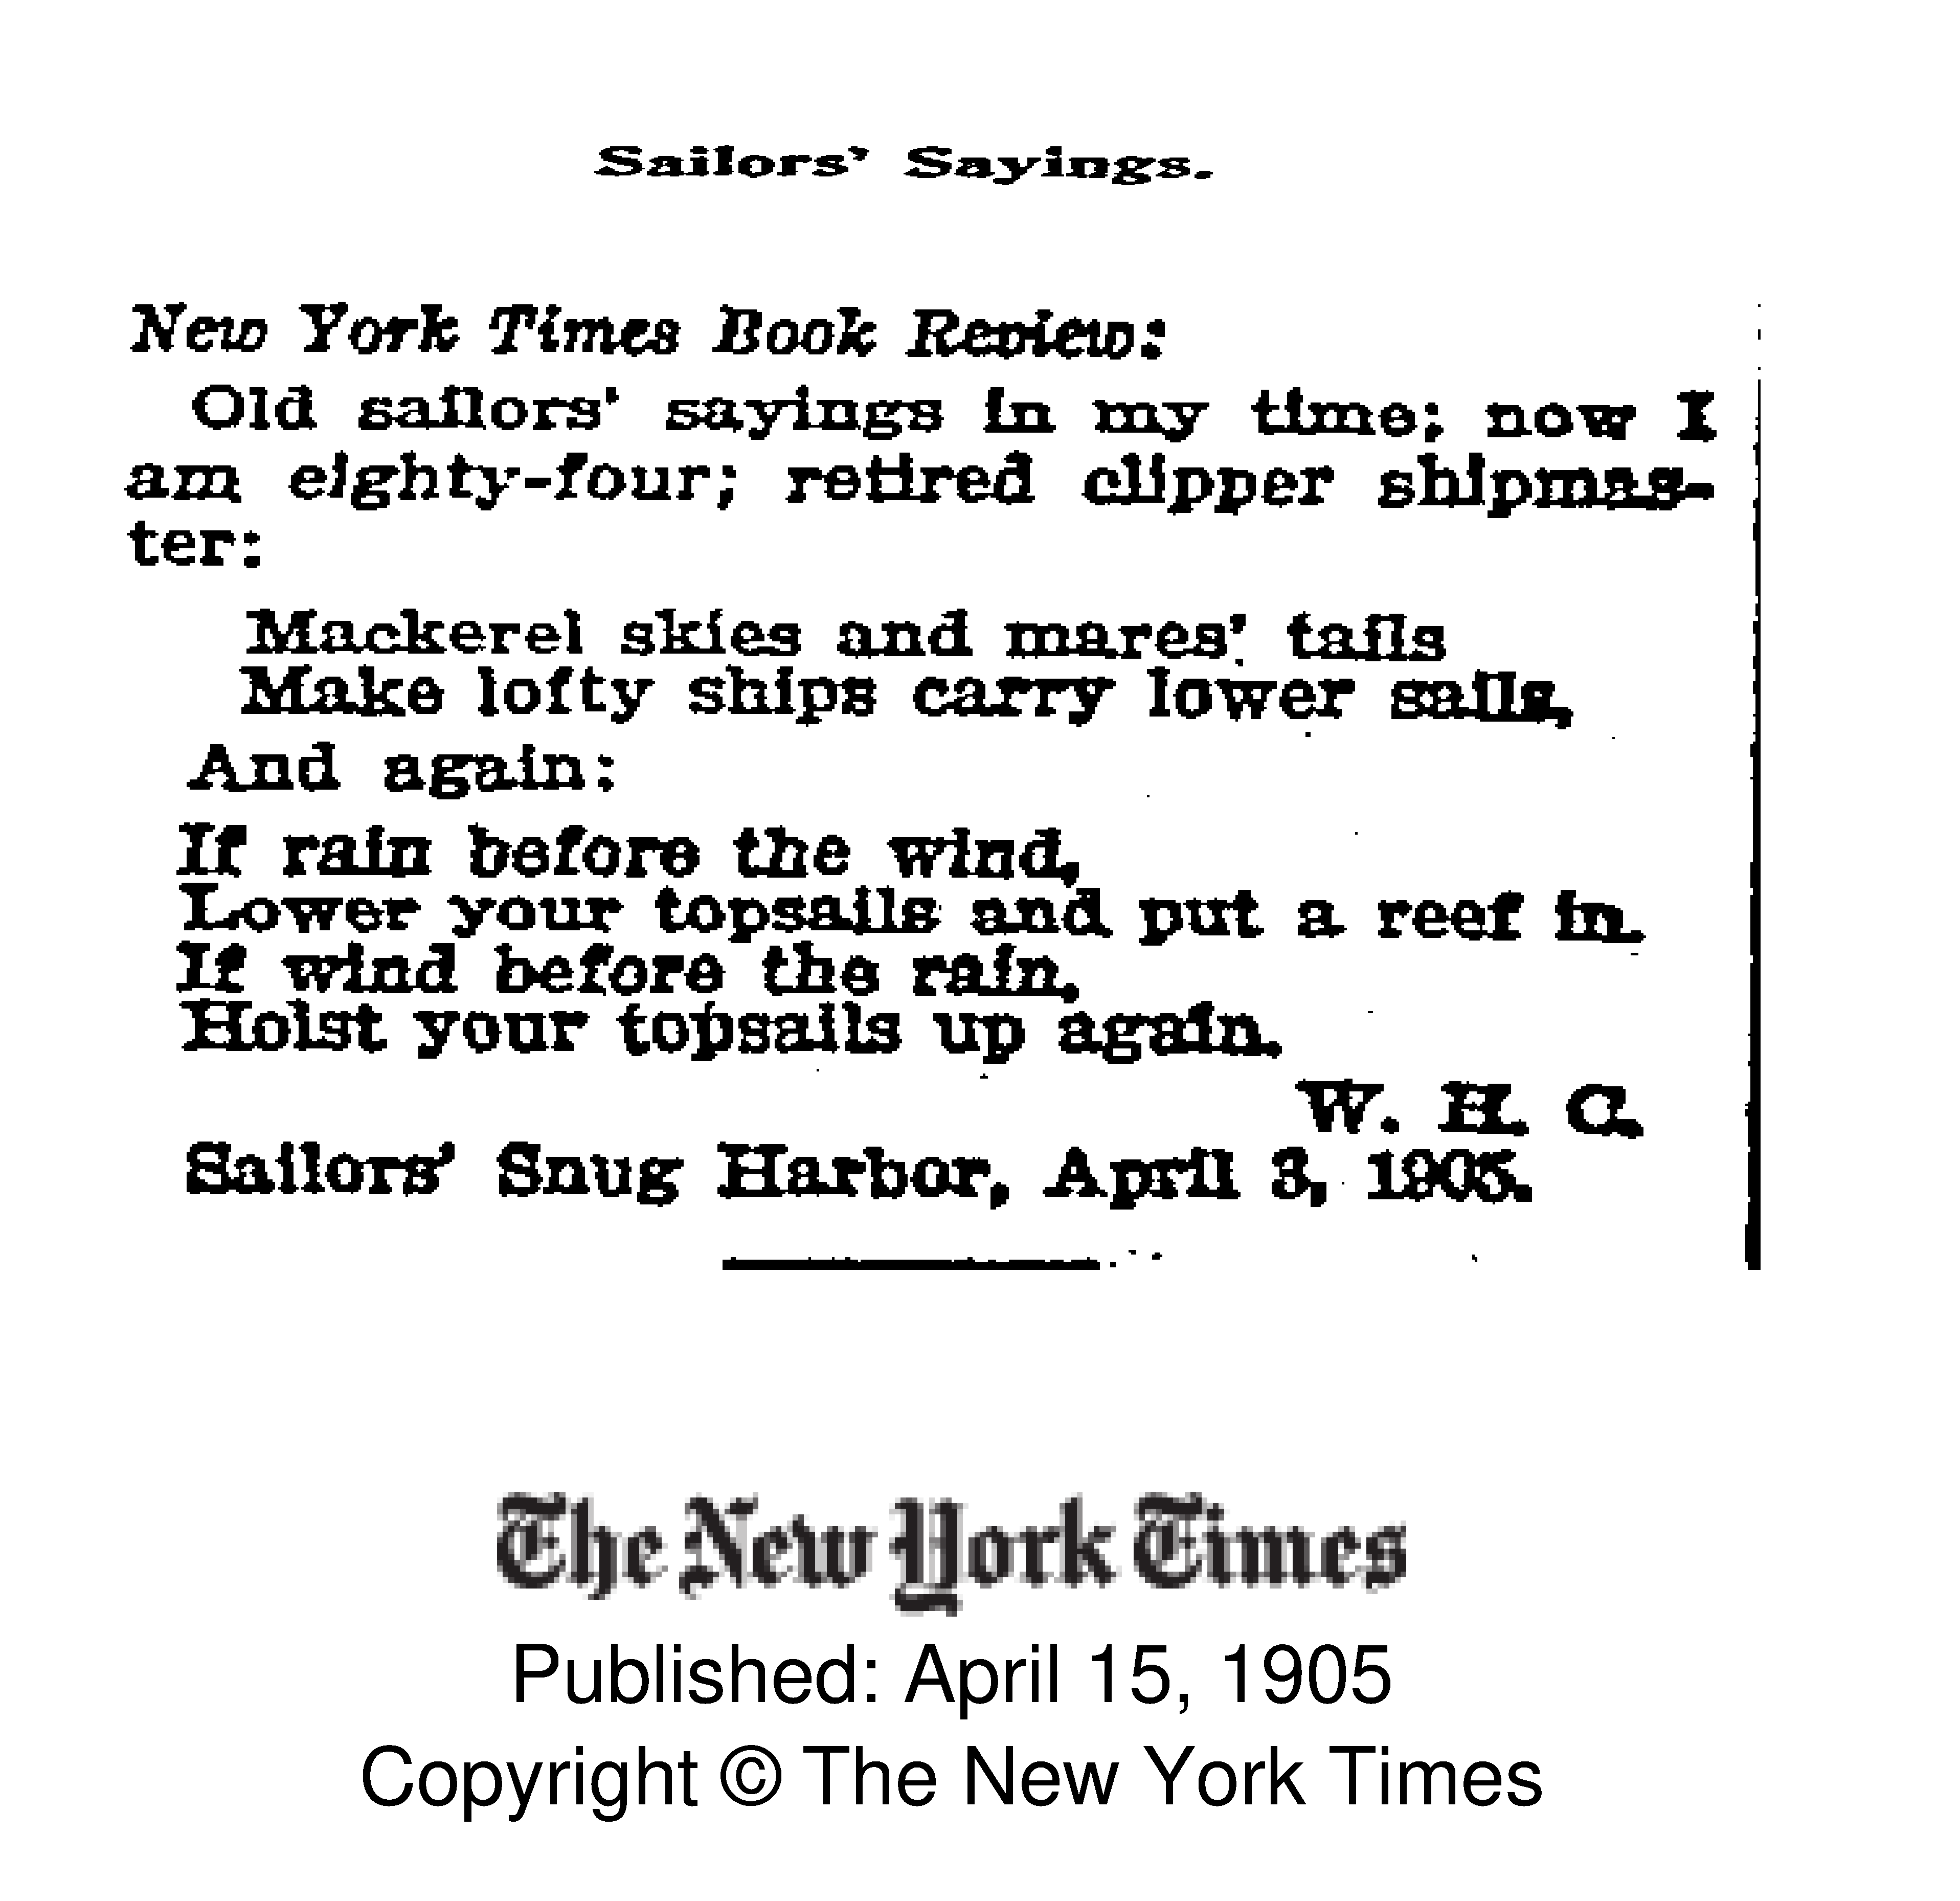 Sailors' Sayings.
New York Times Book Review:
Old sailors' sayings in my time; now I
am eighty-four; retired clipper shipmas-
ter:
Mackerel skies and mares' tails
Make lofty ships carry lower sails,
And again:
If rain before the wind,
Lower your topsails and put a reef in.
If wind before the rain,
Hoist your topsails up again.
W. H. C.
Sailors' Snug Harbor, April 3, 1905.
The New York Times
Published: April 15, 1905
Copyright © The New York Times